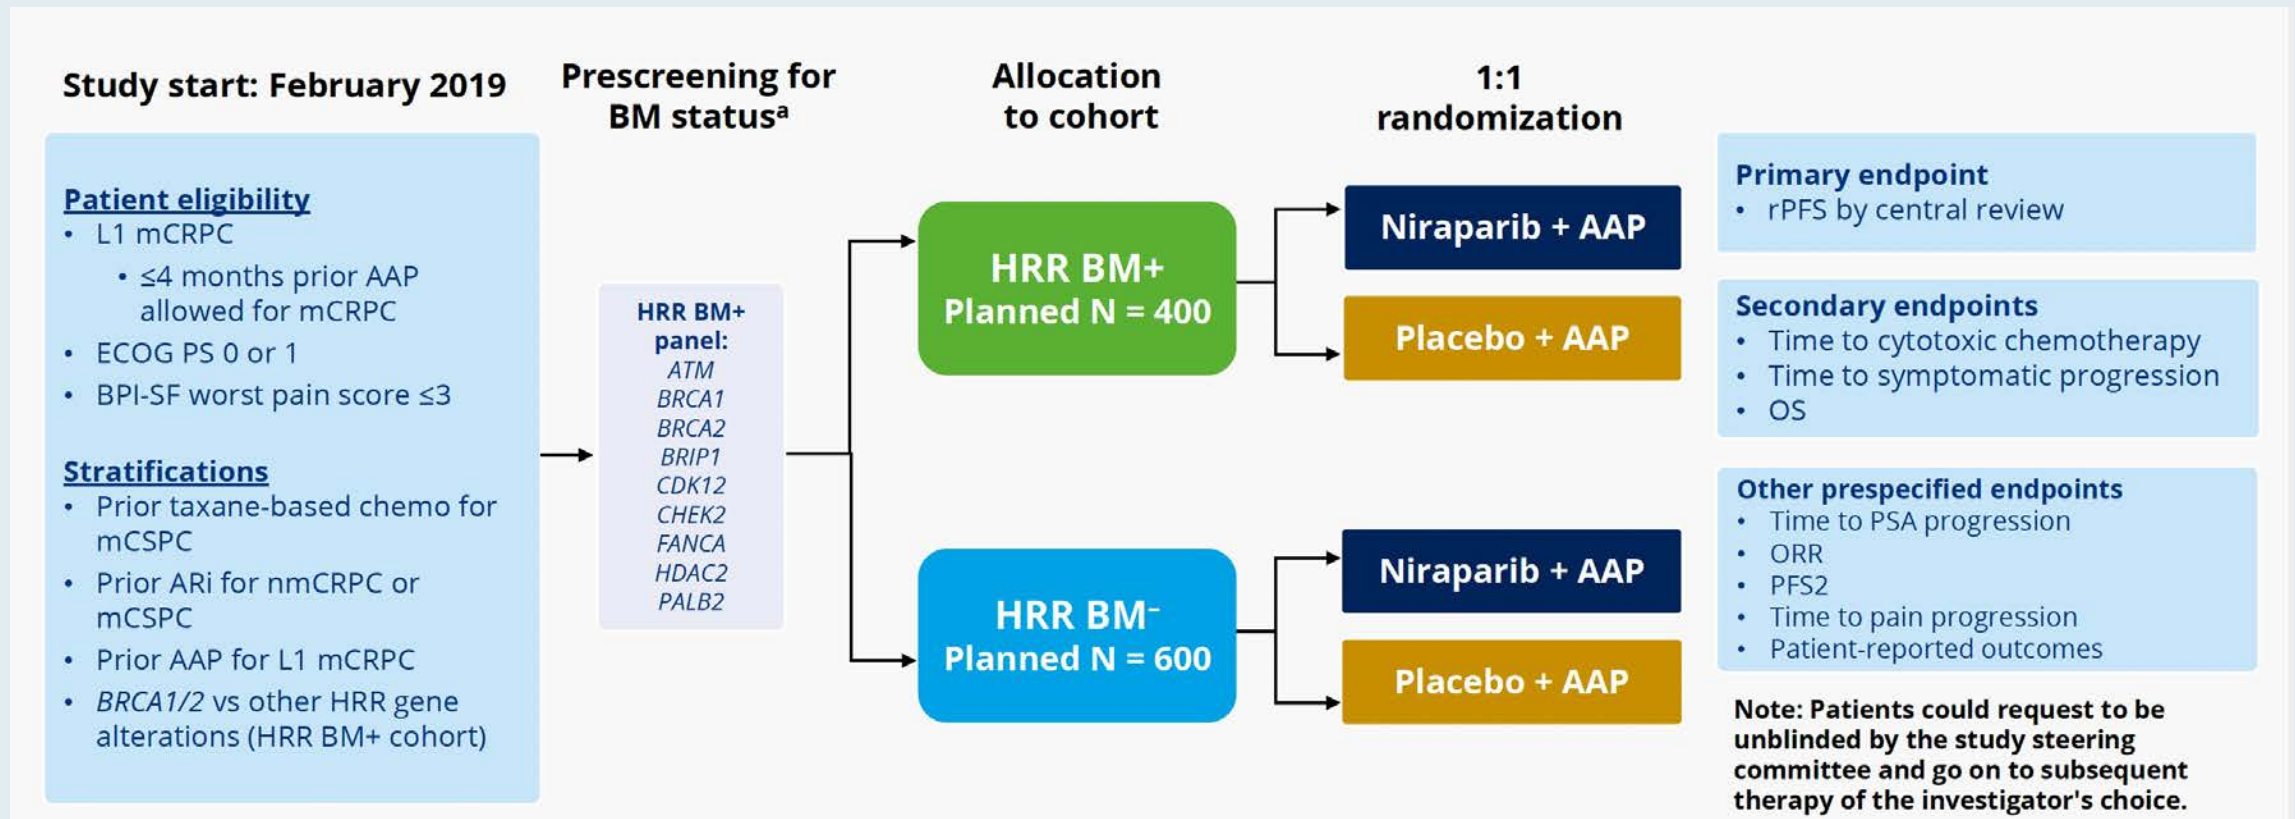 Study start: February 2019
Patient eligibility
• L1 mCRPC
• ≤4 months prior AAP
allowed for mCRPC
• ECOG PS 0 or 1
• BPI-SF worst pain score ≤3
Stratifications
• Prior taxane-based chemo for
mCSPC
• Prior ARi for nmCRPC or
mCSPC
• Prior AAP for L1 mCRPC
• BRCA1/2 vs other HRR gene
alterations (HRR BM+ cohort)
Prescreening for
BM statusᵃ
HRR BM+
panel:
ATM
BRCA1
BRCA2
BRIP1
CDK12
CHEK2
FANCA
HDAC2
PALB2
Allocation
to cohort
HRR BM+
Planned N = 400
HRR BM⁻
Planned N = 600
1:1
randomization
Niraparib + AAP
Placebo + AAP
Niraparib + AAP
Placebo + AAP
Primary endpoint
• rPFS by central review
Secondary endpoints
• Time to cytotoxic chemotherapy
• Time to symptomatic progression
• OS
Other prespecified endpoints
• Time to PSA progression
• ORR
• PFS2
• Time to pain progression
• Patient-reported outcomes
Note: Patients could request to be
unblinded by the study steering
committee and go on to subsequent
therapy of the investigator's choice.